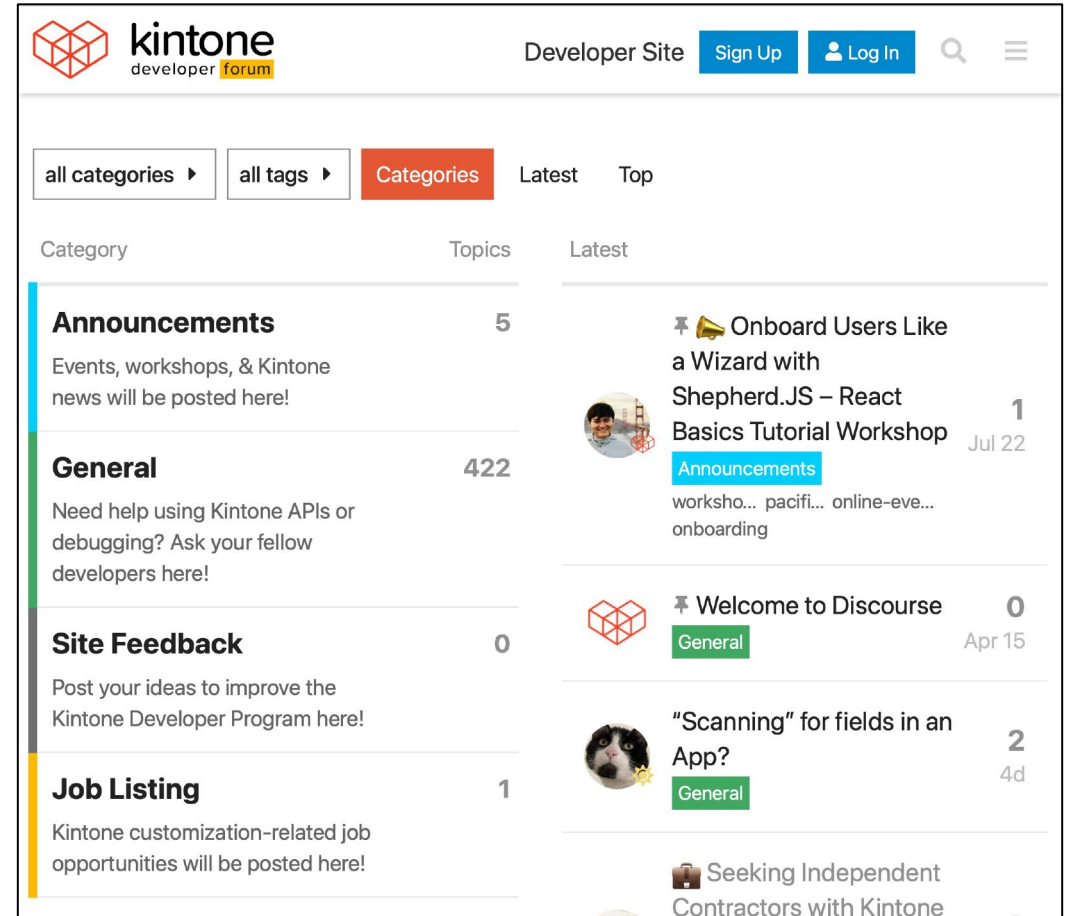 kintone
developer forum
Developer Site
Sign Up
Log In
all categories
all tags
Categories
Latest
Top
Category
Topics
Announcements
5
Events, workshops, & Kintone
news will be posted here!
General
422
Need help using Kintone APIs or
debugging? Ask your fellow
developers here!
Site Feedback
0
Post your ideas to improve the
Kintone Developer Program here!
Job Listing
1
Kintone customization-related job
opportunities will be posted here!
Latest
Onboard Users Like
a Wizard with
Shepherd.JS – React
Basics Tutorial Workshop
Announcements
worksho... pacifi... online-eve...
onboarding
1
Jul 22
Welcome to Discourse
General
0
Apr 15
“Scanning” for fields in an
App?
General
2
4d
Seeking Independent
Contractors with Kintone